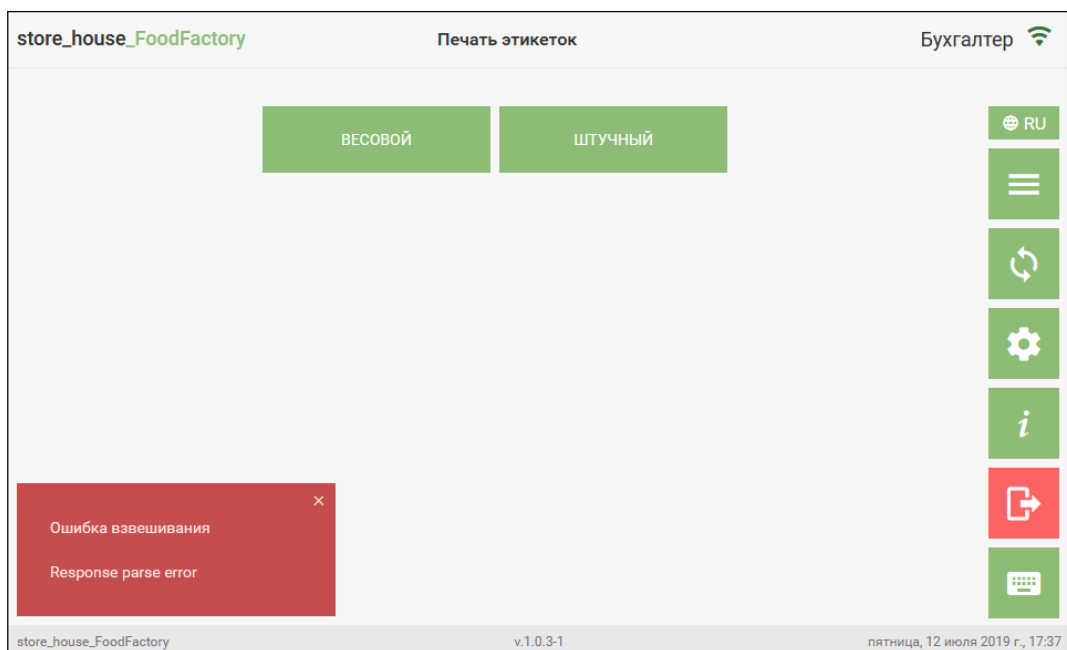 store_house_FoodFactory
Печать этикеток
Бухгалтер
ВЕСОВОЙ
ШТУЧНЫЙ
RU
i
×
Ошибка взвешивания
Response parse error
store_house_FoodFactory
v.1.0.3-1
пятница, 12 июля 2019 г., 17:37